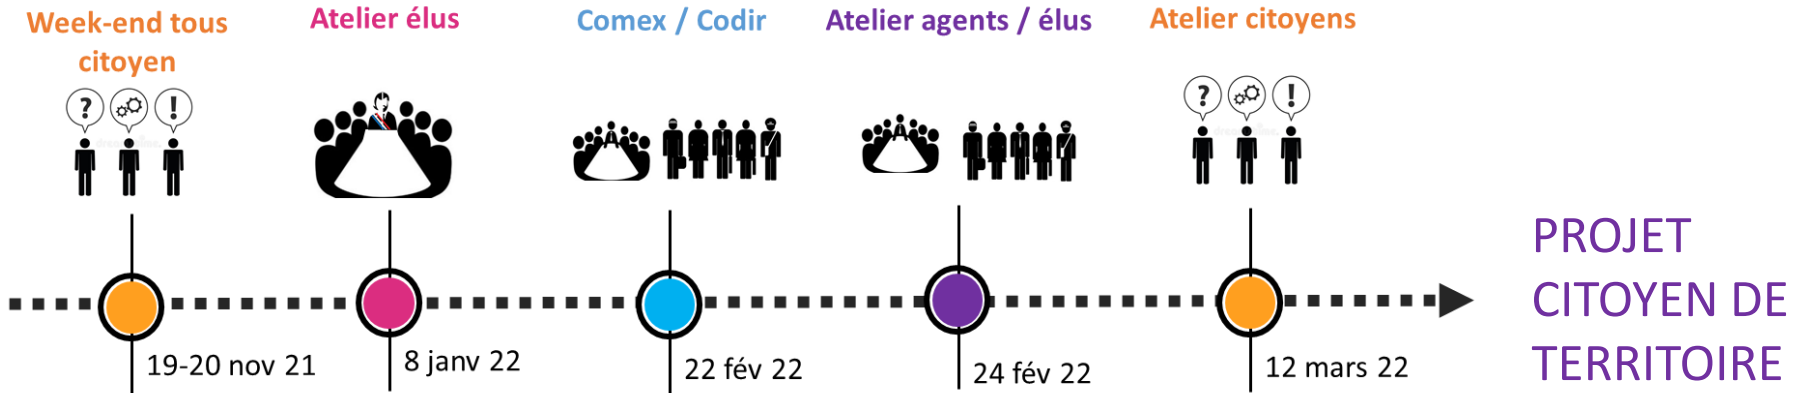 Week-end tous
citoyen
Atelier élus
Comex / Codir
Atelier agents / élus
Atelier citoyens
?
!
?
!
19-20 nov 21
8 janv 22
22 fév 22
24 fév 22
12 mars 22
PROJET
CITOYEN DE
TERRITOIRE